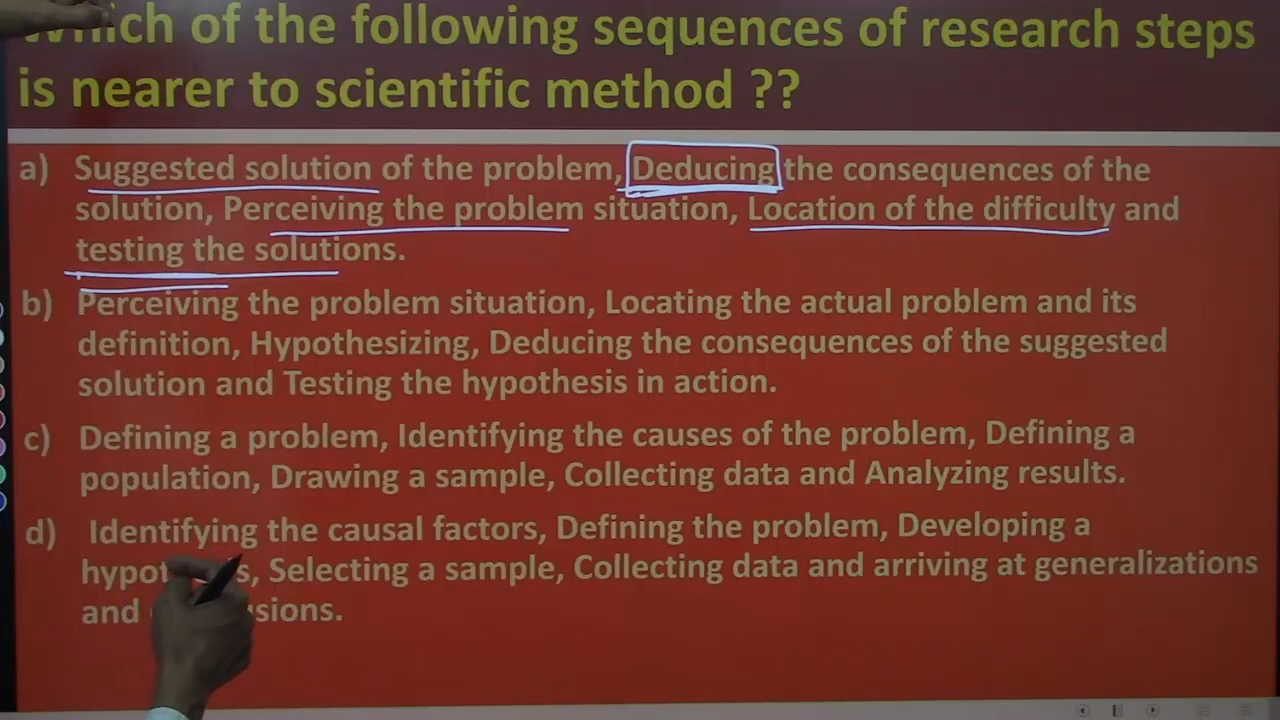 Which of the following sequences of research steps
is nearer to scientific method ??
a) Suggested solution of the problem, Deducing the consequences of the
solution, Perceiving the problem situation, Location of the difficulty and
testing the solutions.
b) Perceiving the problem situation, Locating the actual problem and its
definition, Hypothesizing, Deducing the consequences of the suggested
solution and Testing the hypothesis in action.
c) Defining a problem, Identifying the causes of the problem, Defining a
population, Drawing a sample, Collecting data and Analyzing results.
d) Identifying the causal factors, Defining the problem, Developing a
Selecting a sample, Collecting data and arriving at generalizations
and